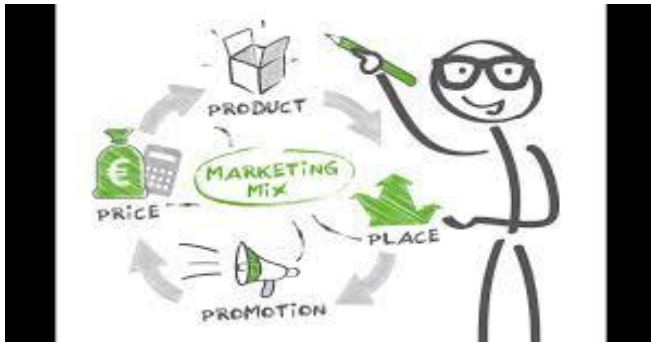 PRODUCT
MARKETiNG
MiX
€
PRiCE
PLACE
PROMOTiON